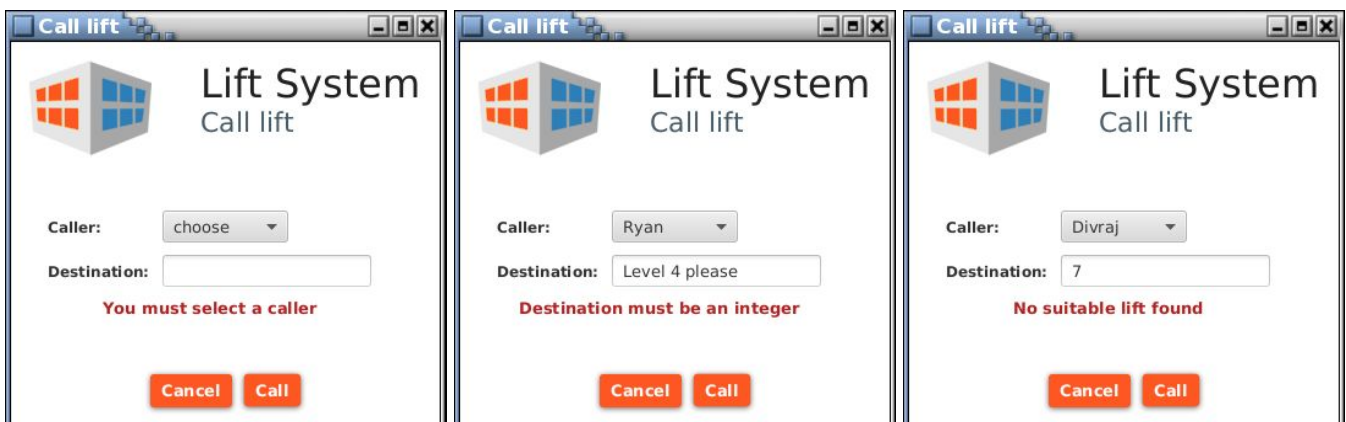 Call lift
Lift System
Call lift
Caller: choose
Destination:
You must select a caller
Cancel Call
Call lift
Lift System
Call lift
Caller: Ryan
Destination: Level 4 please
Destination must be an integer
Cancel Call
Call lift
Lift System
Call lift
Caller: Divraj
Destination: 7
No suitable lift found
Cancel Call